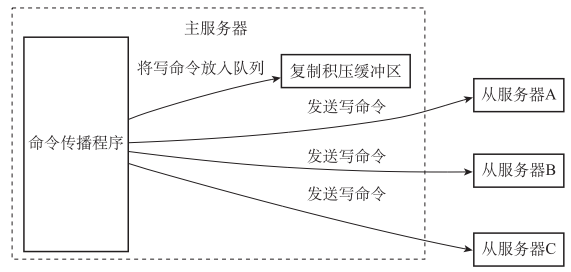 主服务器
将写命令放入队列
复制积压缓冲区
发送写命令
从服务器A
命令传播程序
发送写命令
从服务器B
发送写命令
从服务器C